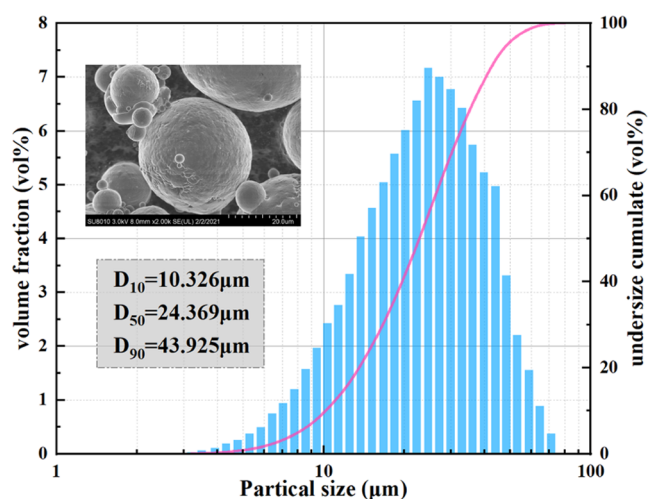 8
7
6
5
4
3
2
1
0
volume fraction (vol%)
SU8010 3.0kV 8.0mm x2.00k SE(UL) 2/2/2021 20.0um
D₁₀=10.326μm
D₅₀=24.369μm
D₉₀=43.925μm
100
80
60
40
20
0
undersize cumulate (vol%)
1 10 100
Partical size (μm)